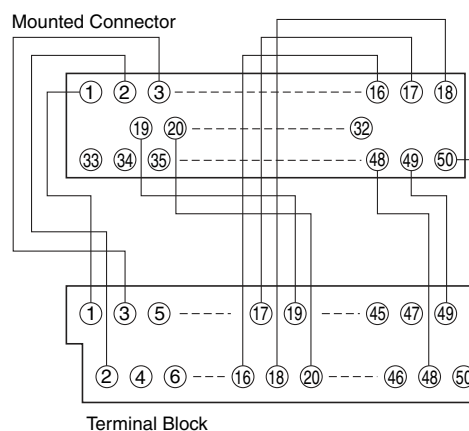 Mounted Connector
1 2 3 16 17 18
19 20 32
33 34 35 48 49 50
1 3 5 17 19 45 47 49
2 4 6 16 18 20 46 48 50
Terminal Block